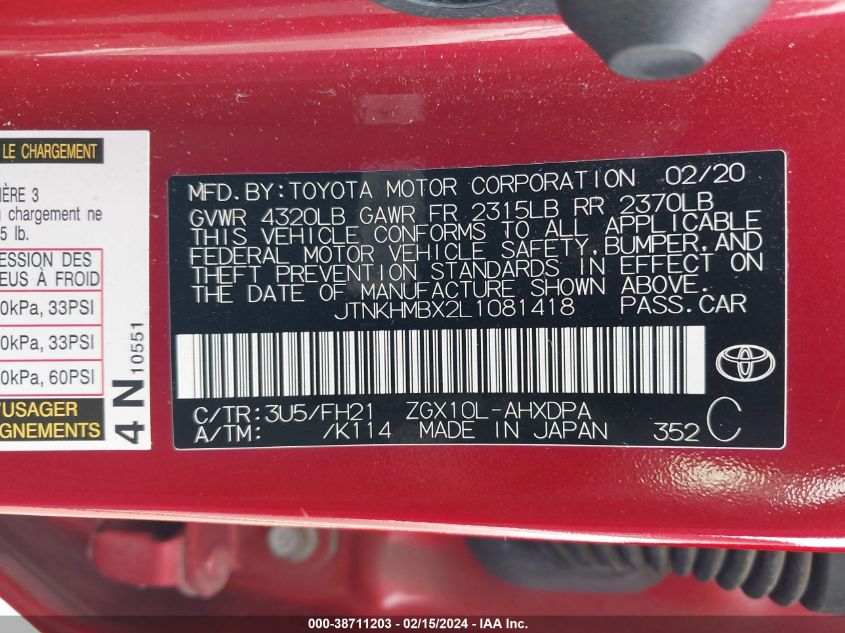 LE CHARGEMENT
IÈRE 3
chargement ne
5 lb.
ESSION DES
EUS À FROID
0kPa, 33PSI
0kPa, 33PSI
0kPa, 60PSI
'USAGER
GNEMENTS
4 N 10551
MFD.BY:TOYOTA MOTOR CORPORATION 02/20
GVWR 4320LB GAWR FR 2315LB RR 2370LB
THIS VEHICLE CONFORMS TO ALL APPLICABLE
FEDERAL MOTOR VEHICLE SAFETY,BUMPER,AND
THEFT PREVENTION STANDARDS IN EFFECT ON
THE DATE OF MANUFACTURE SHOWN ABOVE.
JTNKHMBX2L1081418 PASS.CAR
C/TR:3U5/FH21 ZGX10L-AHXDPA
A/TM: /K114 MADE IN JAPAN 352 C
000-38711203 - 02/15/2024 - IAA Inc.